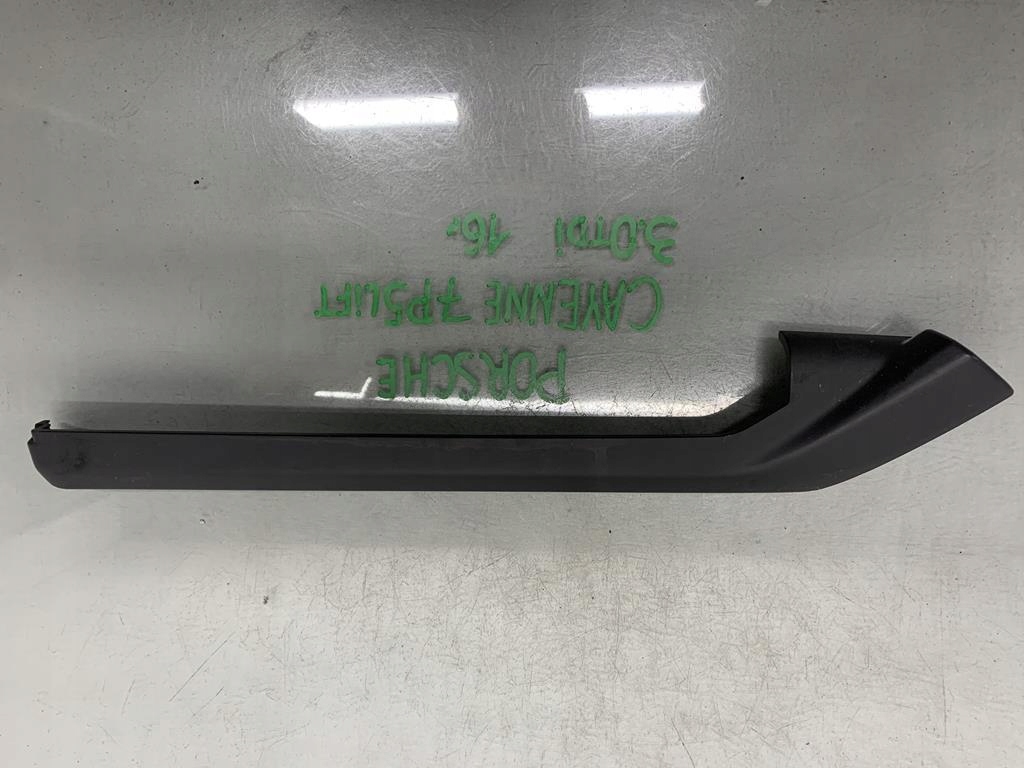 PORSCHE
CAYENNE 7P5LiFT
3.0TDi 16r